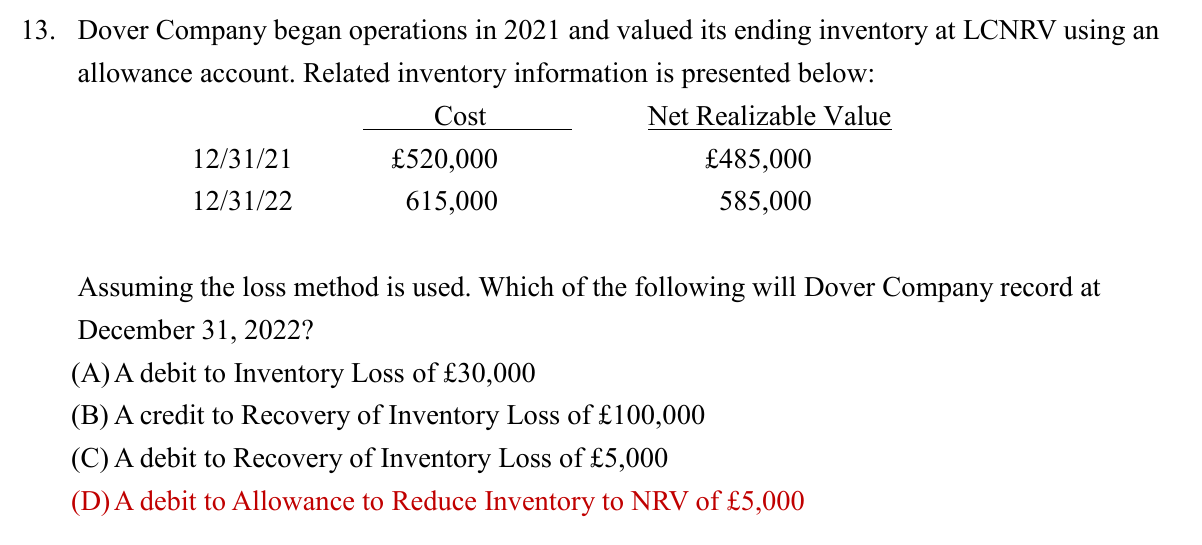 13. Dover Company began operations in 2021 and valued its ending inventory at LCNRV using an
allowance account. Related inventory information is presented below:
Cost Net Realizable Value
12/31/21 £520,000 £485,000
12/31/22 615,000 585,000
Assuming the loss method is used. Which of the following will Dover Company record at
December 31, 2022?
(A) A debit to Inventory Loss of £30,000
(B) A credit to Recovery of Inventory Loss of £100,000
(C) A debit to Recovery of Inventory Loss of £5,000
(D) A debit to Allowance to Reduce Inventory to NRV of £5,000